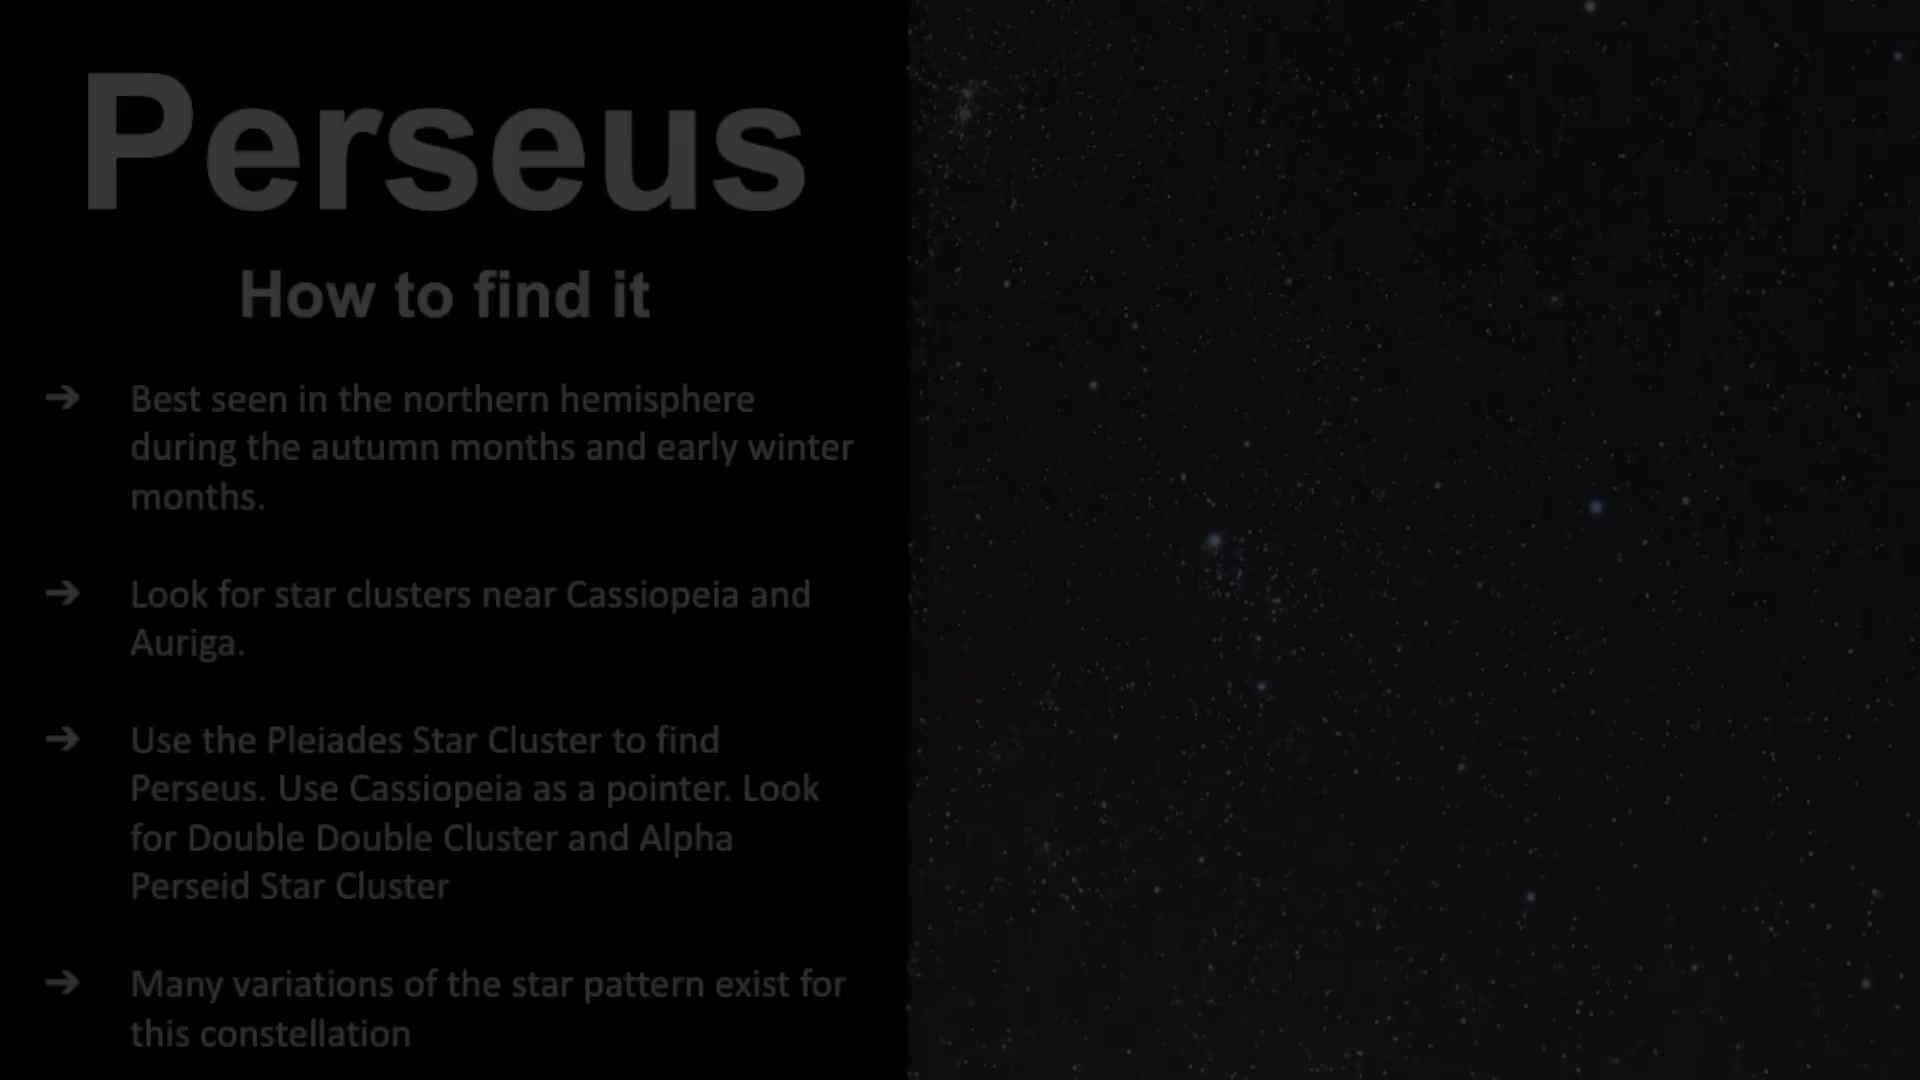 Perseus
How to find it
➔ Best seen in the northern hemisphere
during the autumn months and early winter
months.
➔ Look for star clusters near Cassiopeia and
Auriga.
➔ Use the Pleiades Star Cluster to find
Perseus. Use Cassiopeia as a pointer. Look
for Double Double Cluster and Alpha
Perseid Star Cluster
➔ Many variations of the star pattern exist for
this constellation